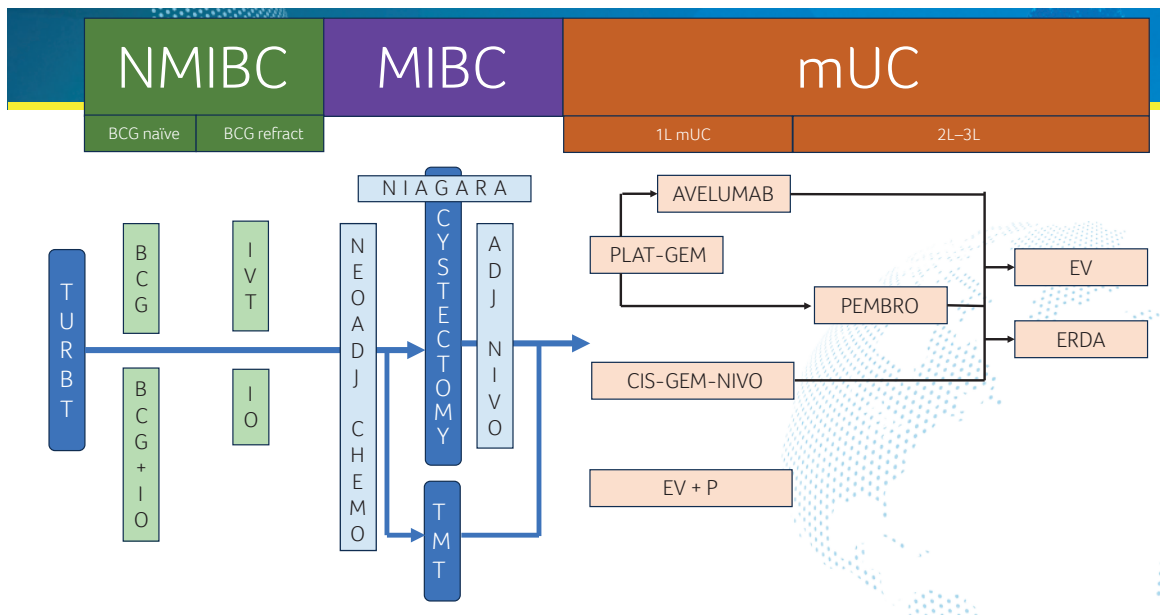 NMIBC
MIBC
mUC
BCG naïve
BCG refract
1L mUC
2L–3L
NIAGARA
AVELUMAB
PLAT-GEM
PEMBRO
EV
ERDA
CIS-GEM-NIVO
EV + P
TURBT
BCG
BCG+IO
IVT
IO
NEOADJ CHEMO
CYSTECTOMY
ADJ NIVO
TMT